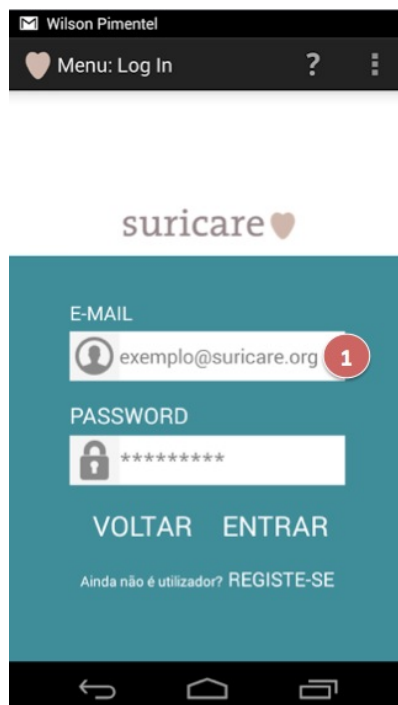 Wilson Pimentel
Menu: Log In ?
suricare
E-MAIL
exemplo@suricare.org 1
PASSWORD
*********
VOLTAR ENTRAR
Ainda não é utilizador? REGISTE-SE